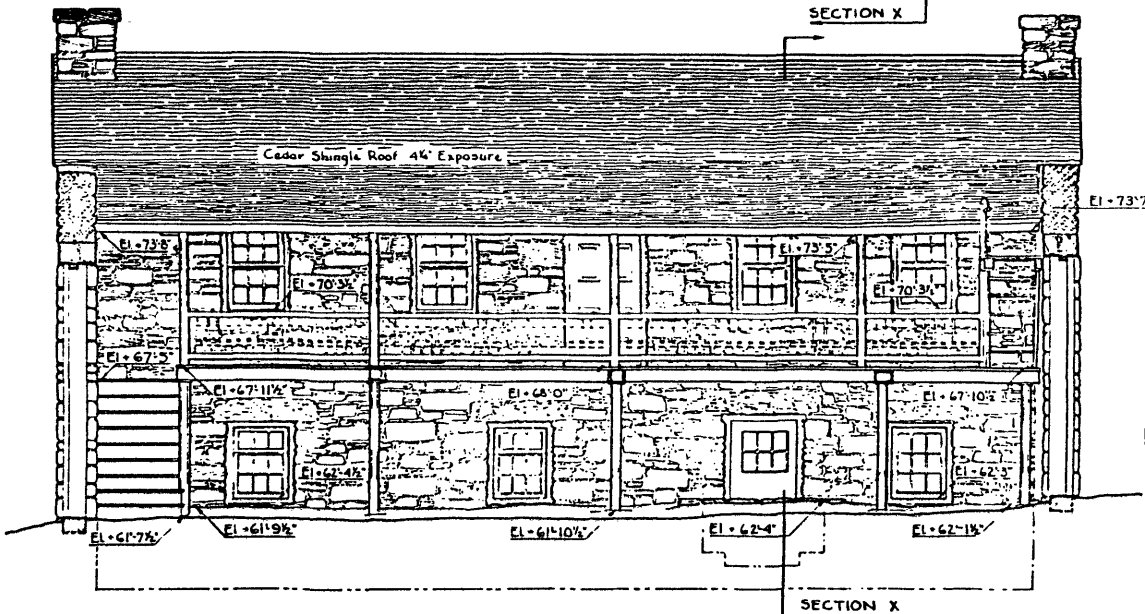 SECTION X
Cedar Shingle Roof 4¼" Exposure
El + 73'-7
El + 73'-8"
El + 73'-5"
El + 70'-3½"
El + 70'-3½"
El + 67'-5"
El + 67'-11½"
El + 68'-0"
El + 67'-10½
El + 62'-4½"
El + 62'-3"
El + 61'-7½"
El + 61'-9½"
El + 61'-10½"
El + 62'-4"
El + 62'-1½"
SECTION X